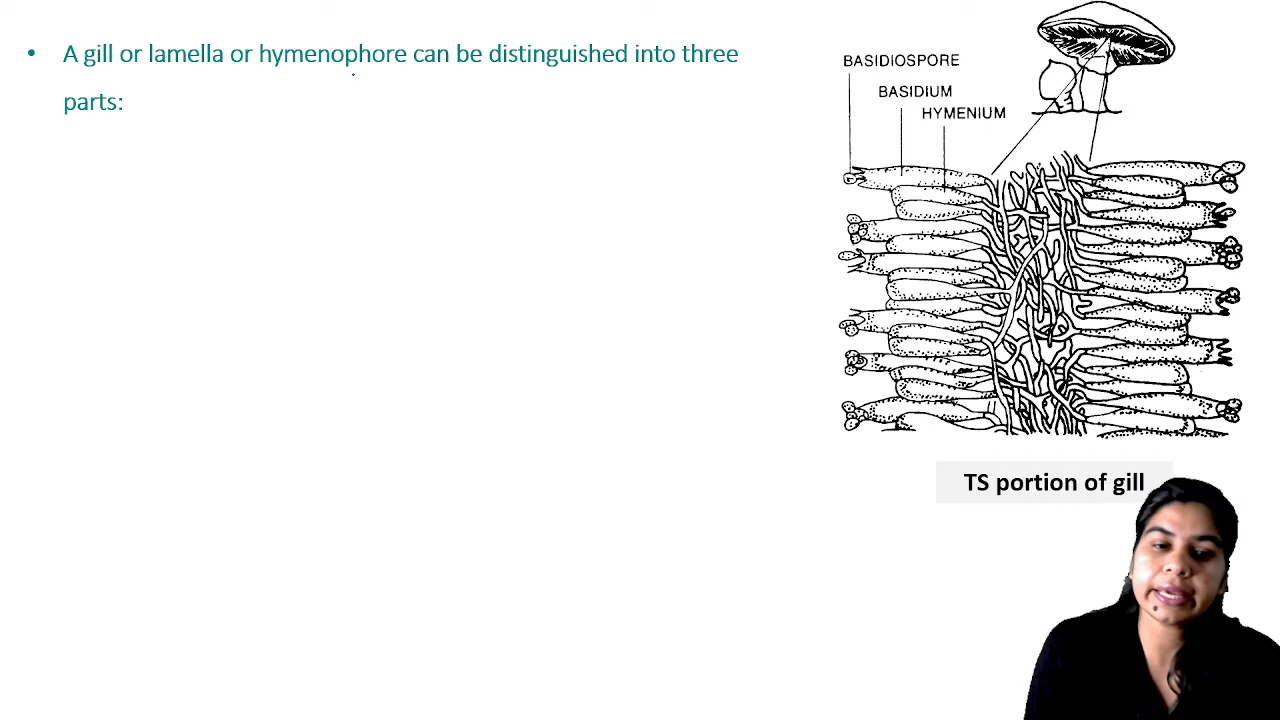 • A gill or lamella or hymenophore can be distinguished into three
parts:
BASIDIOSPORE
BASIDIUM
HYMENIUM
TS portion of gill